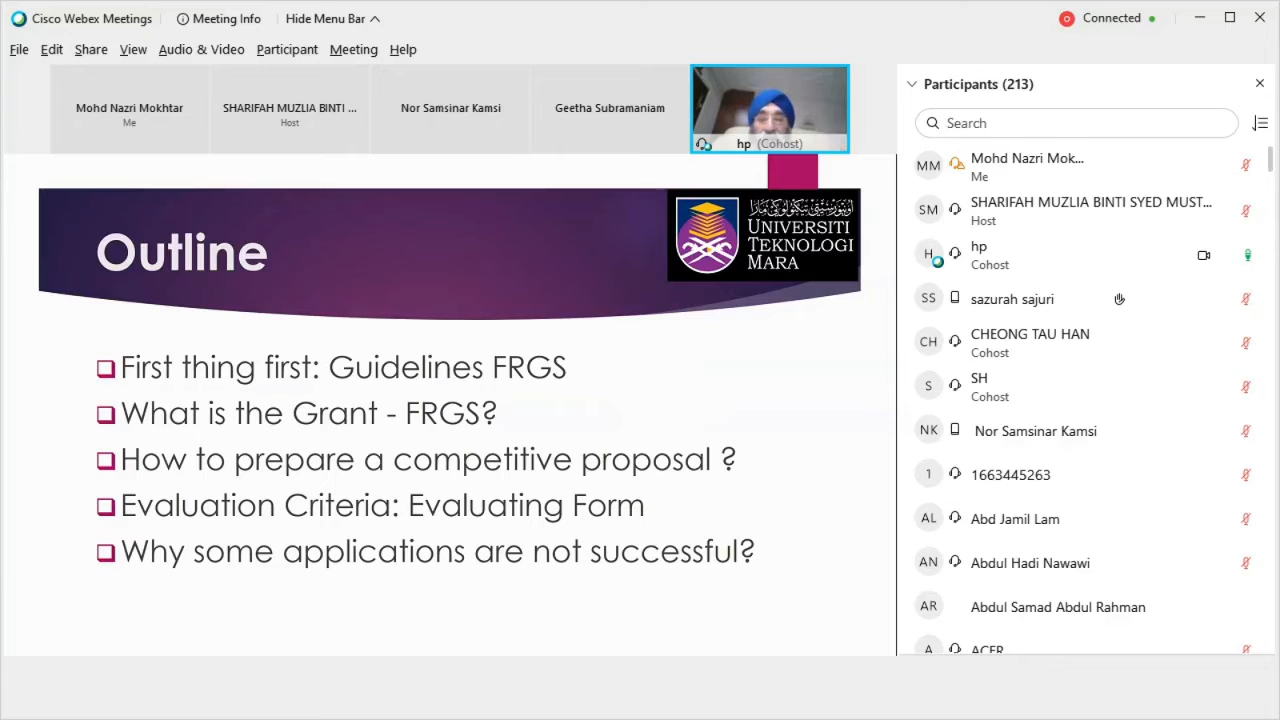 Cisco Webex Meetings
Meeting Info
Hide Menu Bar
Connected
File Edit Share View Audio & Video Participant Meeting Help
Mohd Nazri Mokhtar
Me
SHARIFAH MUZLIA BINTI ...
Host
Nor Samsinar Kamsi
Geetha Subramaniam
hp (Cohost)
Outline
UNIVERSITI
TEKNOLOGI
MARA
First thing first: Guidelines FRGS
What is the Grant - FRGS?
How to prepare a competitive proposal ?
Evaluation Criteria: Evaluating Form
Why some applications are not successful?
Participants (213)
Search
MM Mohd Nazri Mok...
Me
SM SHARIFAH MUZLIA BINTI SYED MUST...
Host
H hp
Cohost
SS sazurah sajuri
CH CHEONG TAU HAN
Cohost
S SH
Cohost
NK Nor Samsinar Kamsi
1 1663445263
AL Abd Jamil Lam
AN Abdul Hadi Nawawi
AR Abdul Samad Abdul Rahman
A ACER